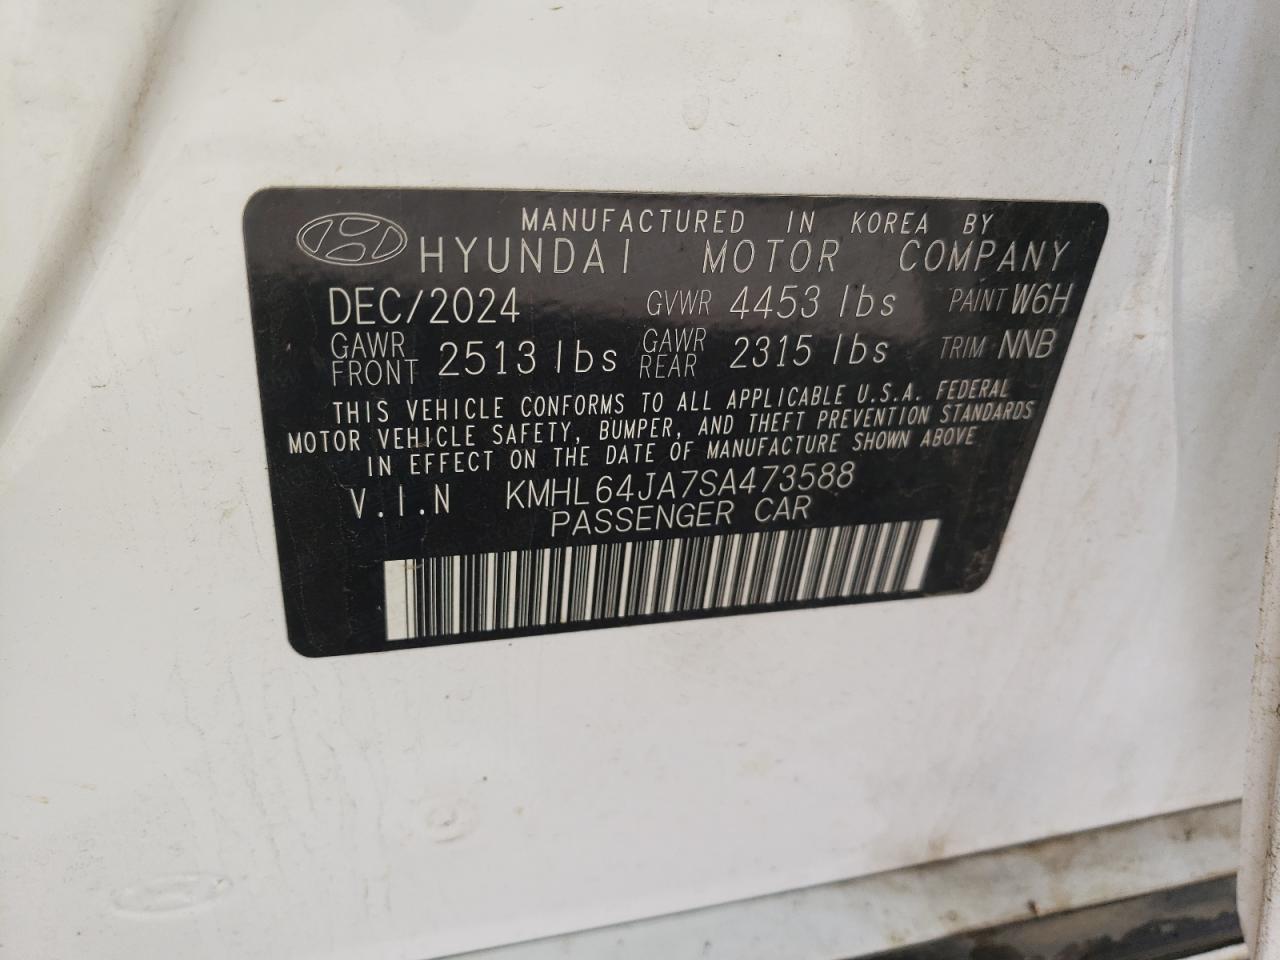 MANUFACTURED IN KOREA BY
HYUNDAI MOTOR COMPANY
DEC/2024 GVWR 4453 lbs PAINT W6H
GAWR FRONT 2513 lbs GAWR REAR 2315 lbs TRIM NNB
THIS VEHICLE CONFORMS TO ALL APPLICABLE U.S.A. FEDERAL
MOTOR VEHICLE SAFETY, BUMPER, AND THEFT PREVENTION STANDARDS
IN EFFECT ON THE DATE OF MANUFACTURE SHOWN ABOVE
V.I.N KMHL64JA7SA473588
PASSENGER CAR